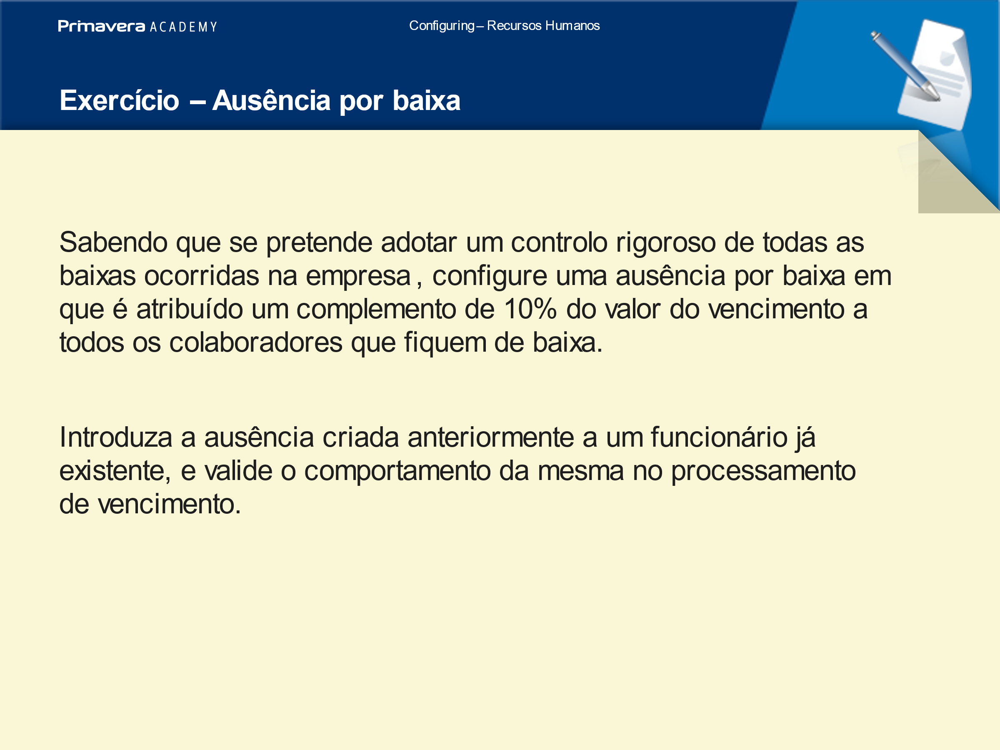 Primavera ACADEMY
Configuring – Recursos Humanos
Exercício – Ausência por baixa
Sabendo que se pretende adotar um controlo rigoroso de todas as
baixas ocorridas na empresa , configure uma ausência por baixa em
que é atribuído um complemento de 10% do valor do vencimento a
todos os colaboradores que fiquem de baixa.
Introduza a ausência criada anteriormente a um funcionário já
existente, e valide o comportamento da mesma no processamento
de vencimento.